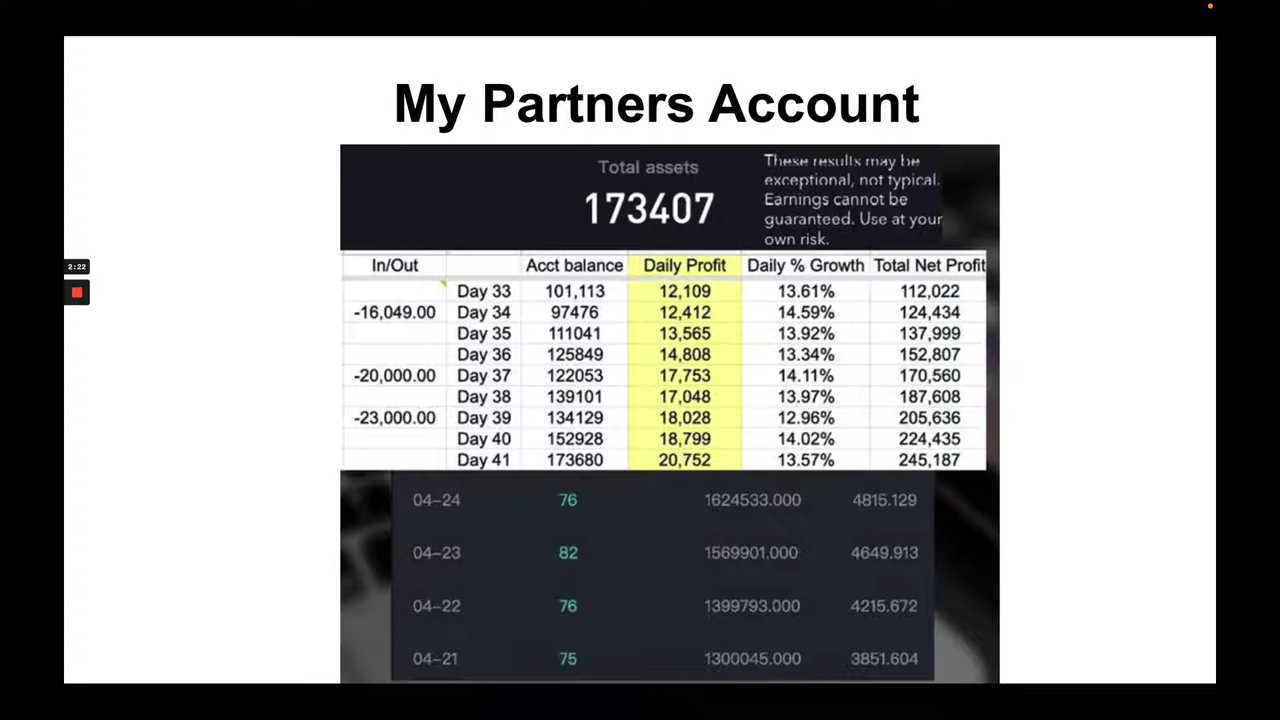 My Partners Account
Total assets
173407
These results may be
exceptional, not typical.
Earnings cannot be
guaranteed. Use at your
own risk.
In/Out Acct balance Daily Profit Daily % Growth Total Net Profit
Day 33 101,113 12,109 13.61% 112,022
-16,049.00 Day 34 97476 12,412 14.59% 124,434
Day 35 111041 13,565 13.92% 137,999
Day 36 125849 14,808 13.34% 152,807
-20,000.00 Day 37 122053 17,753 14.11% 170,560
Day 38 139101 17,048 13.97% 187,608
-23,000.00 Day 39 134129 18,028 12.96% 205,636
Day 40 152928 18,799 14.02% 224,435
Day 41 173680 20,752 13.57% 245,187
04-24 76 1624533.000 4815.129
04-23 82 1569901.000 4649.913
04-22 76 1399793.000 4215.672
04-21 75 1300045.000 3851.604
2:22